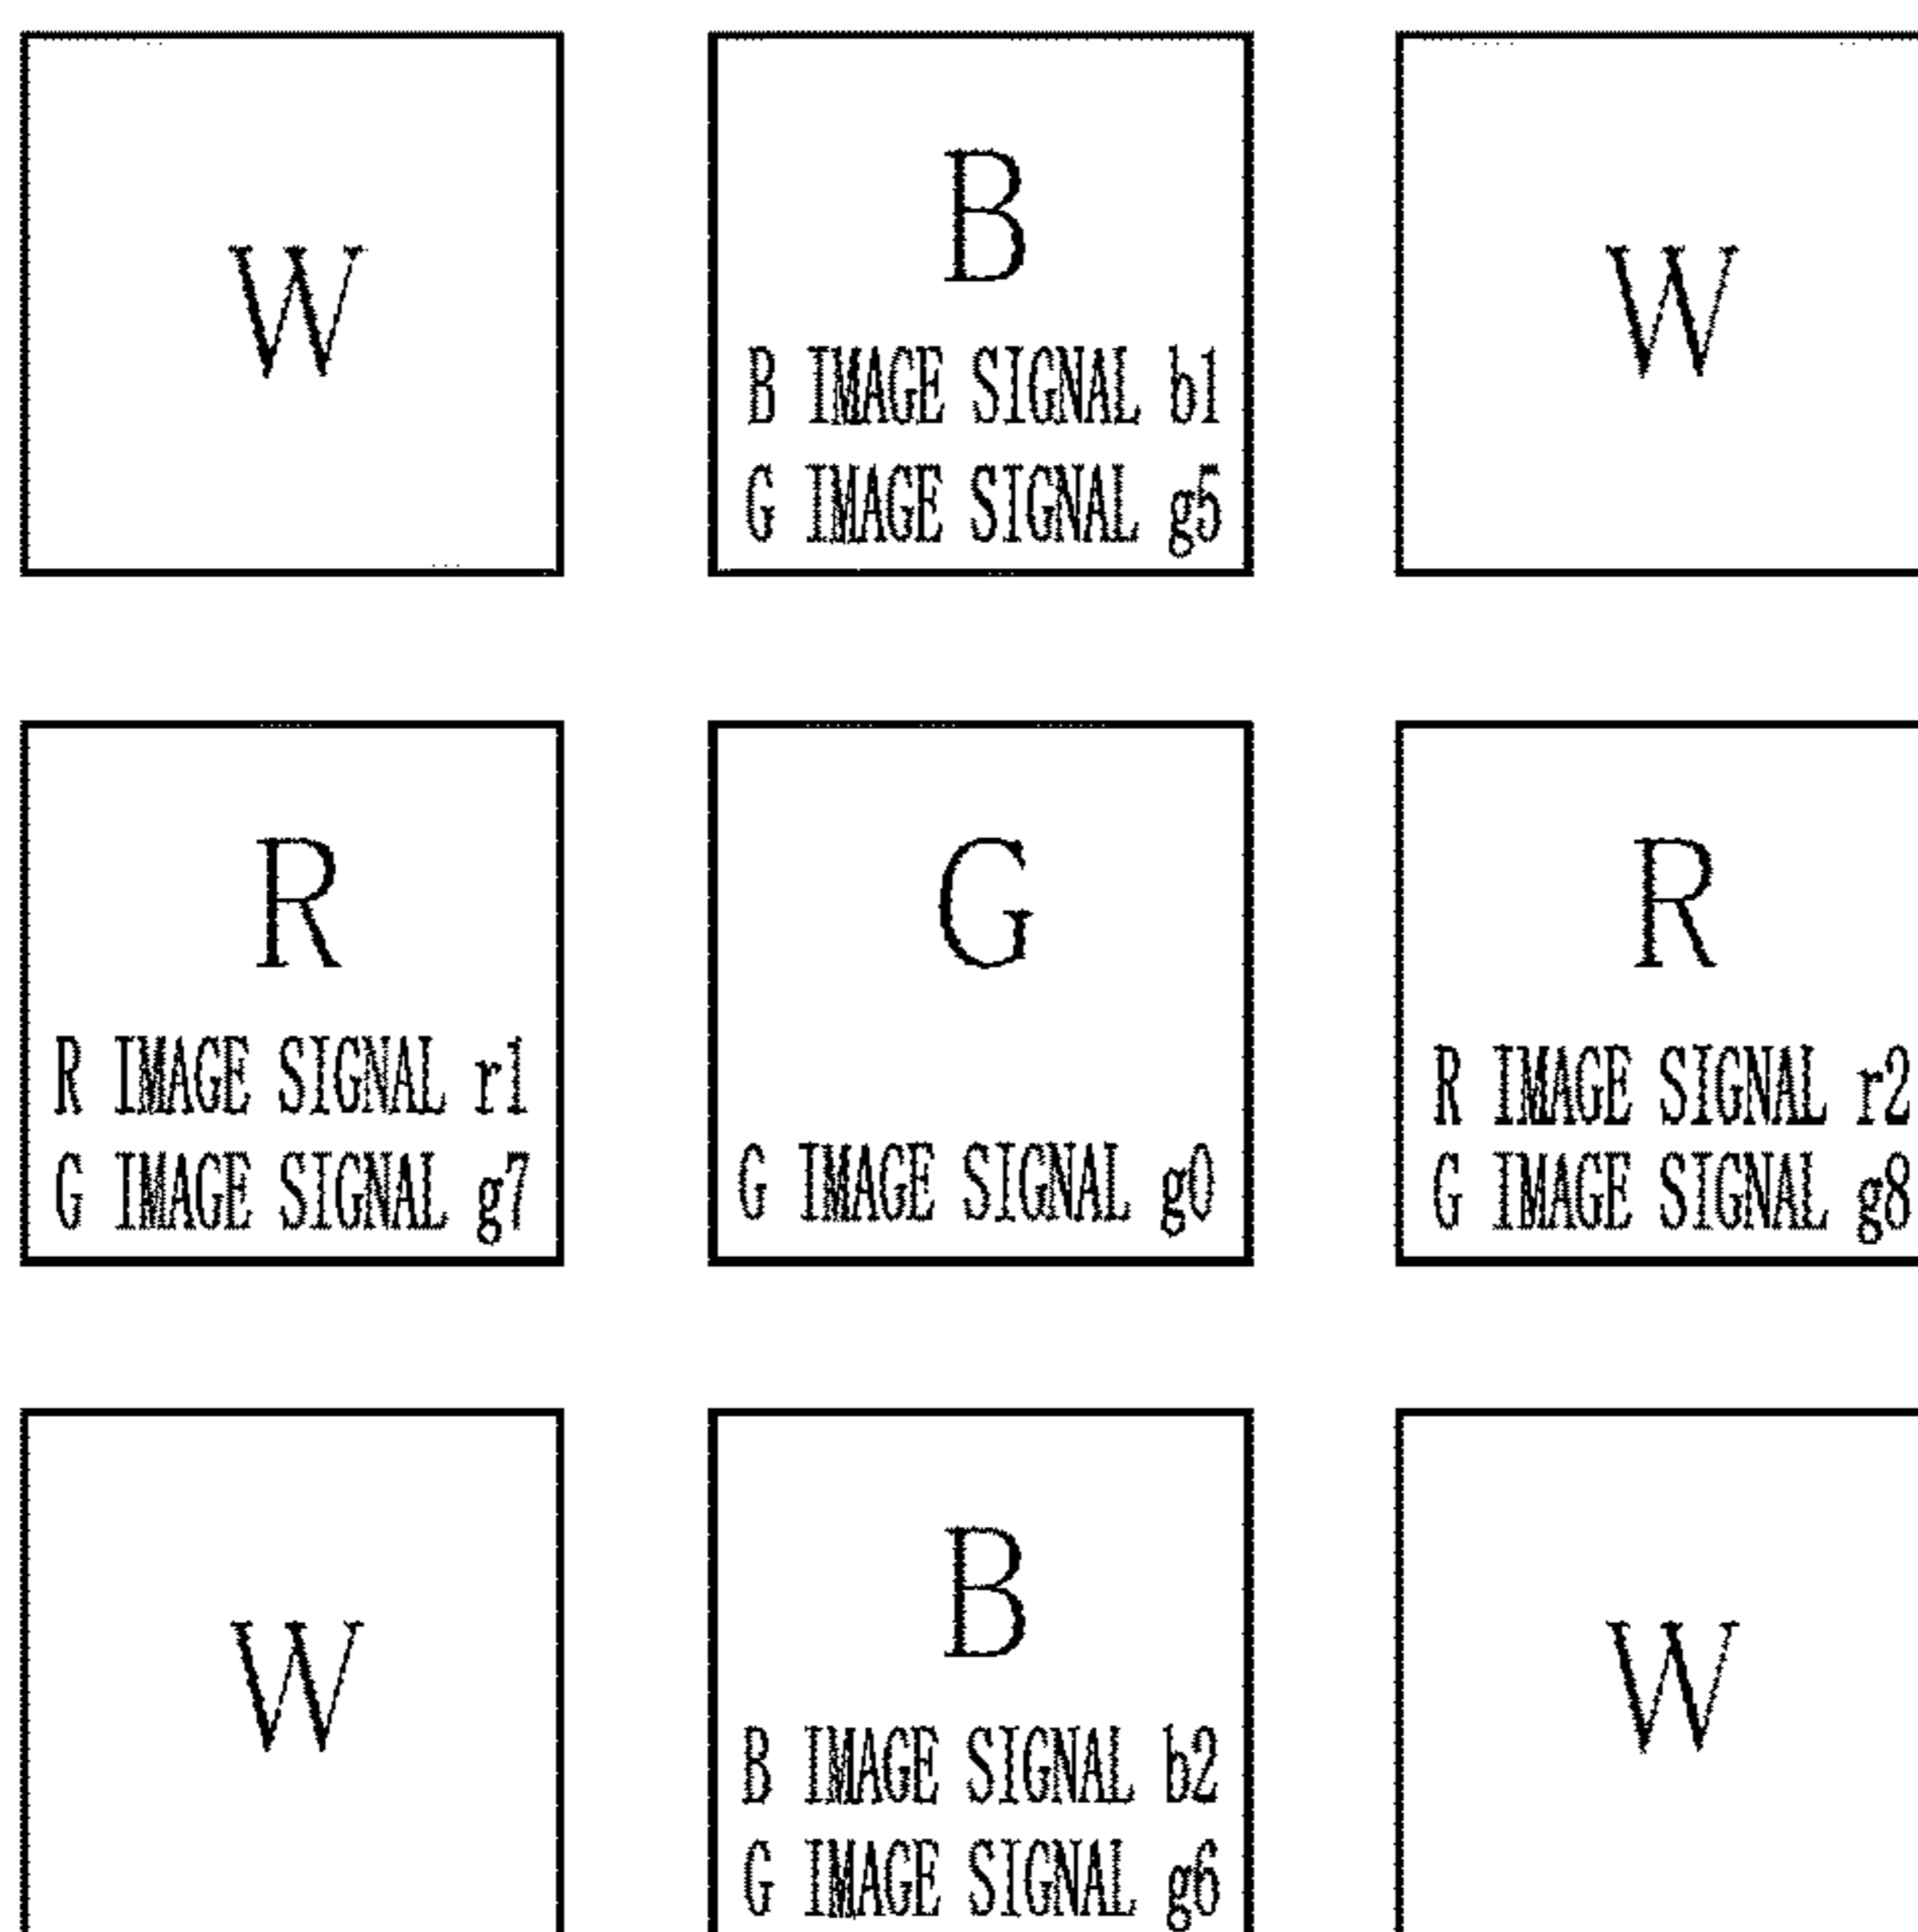 W
B
B IMAGE SIGNAL b1
G IMAGE SIGNAL g5
W
R
R IMAGE SIGNAL r1
G IMAGE SIGNAL g7
G
G IMAGE SIGNAL g0
R
R IMAGE SIGNAL r2
G IMAGE SIGNAL g8
W
B
B IMAGE SIGNAL b2
G IMAGE SIGNAL g6
W